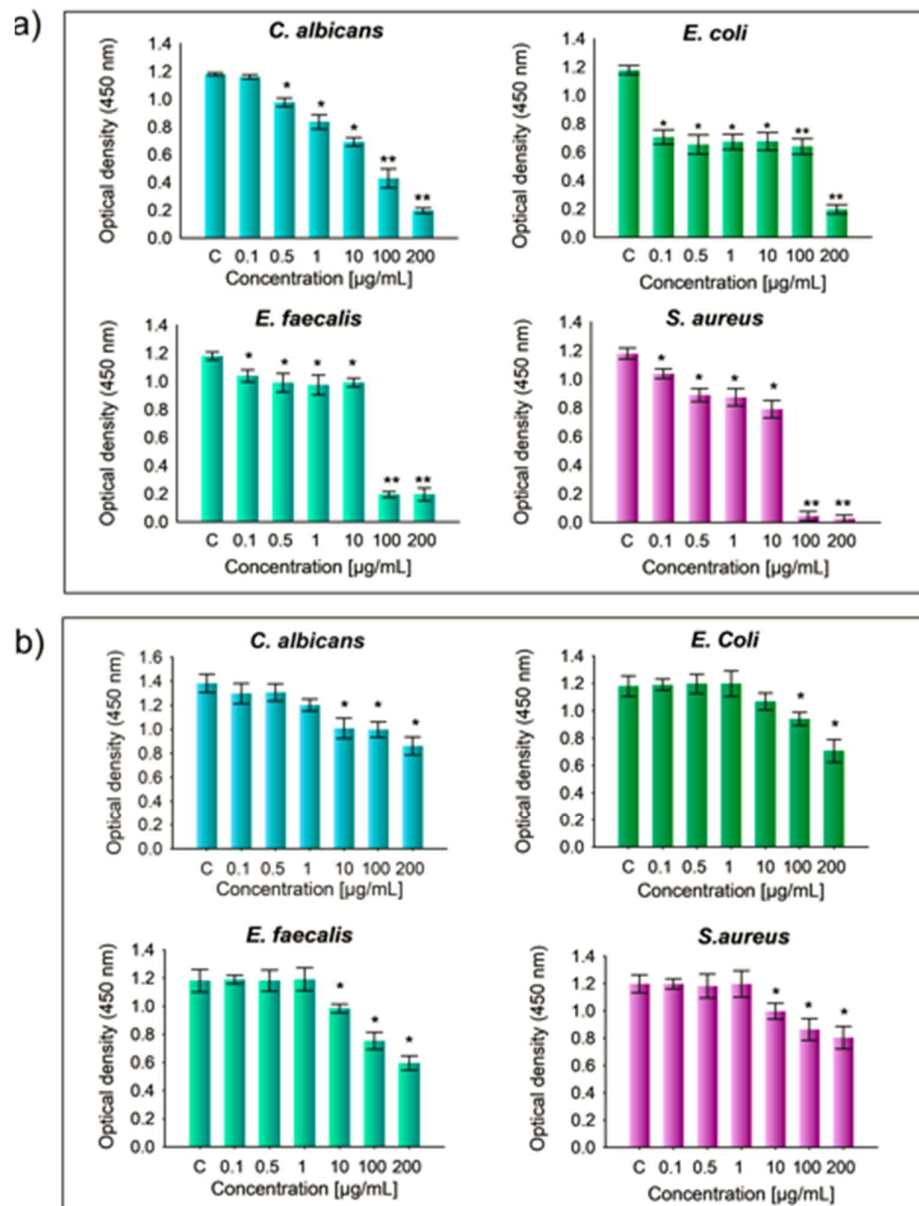 a)
C. albicans
Optical density (450 nm)
1.4
1.2
1.0
0.8
0.6
0.4
0.2
0.0
* * * ** **
C 0.1 0.5 1 10 100 200
Concentration [µg/mL]
E. coli
Optical density (450 nm)
1.4
1.2
1.0
0.8
0.6
0.4
0.2
0.0
* * * * ** **
C 0.1 0.5 1 10 100 200
Concentration [µg/mL]
E. faecalis
Optical density (450 nm)
1.4
1.2
1.0
0.8
0.6
0.4
0.2
0.0
* * * * ** **
C 0.1 0.5 1 10 100 200
Concentration [µg/mL]
S. aureus
Optical density (450 nm)
1.4
1.2
1.0
0.8
0.6
0.4
0.2
0.0
* * * * ** **
C 0.1 0.5 1 10 100 200
Concentration [µg/mL]
b)
C. albicans
Optical density (450 nm)
1.6
1.4
1.2
1.0
0.8
0.6
0.4
1.2
0.0
* * *
C 0.1 0.5 1 10 100 200
Concentration [µg/mL]
E. Coli
Optical density (450 nm)
1.4
1.2
1.0
0.8
0.6
0.4
1.2
0.0
* *
C 0.1 0.5 1 10 100 200
Concentration [µg/mL]
E. faecalis
Optical density (450 nm)
1.4
1.2
1.0
0.8
0.6
0.4
1.2
0.0
* * *
C 0.1 0.5 1 10 100 200
Concentration [µg/mL]
S.aureus
Optical density (450 nm)
1.4
1.2
1.0
0.8
0.6
0.4
1.2
0.0
* * *
C 0.1 0.5 1 10 100 200
Concentration [µg/mL]